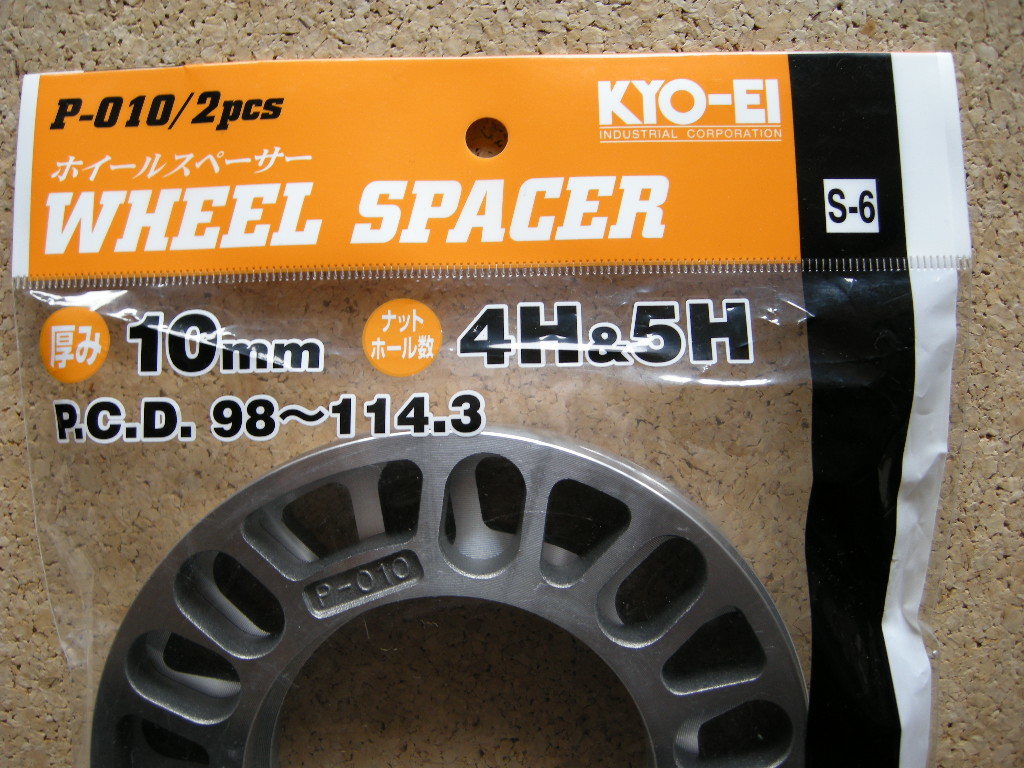 P-010/2pcs
KYO-EI
INDUSTRIAL CORPORATION
ホイールスペーサー
WHEEL SPACER
S-6
厚み 10mm
ナット
ホール数
4H&5H
P.C.D. 98〜114.3
P-010